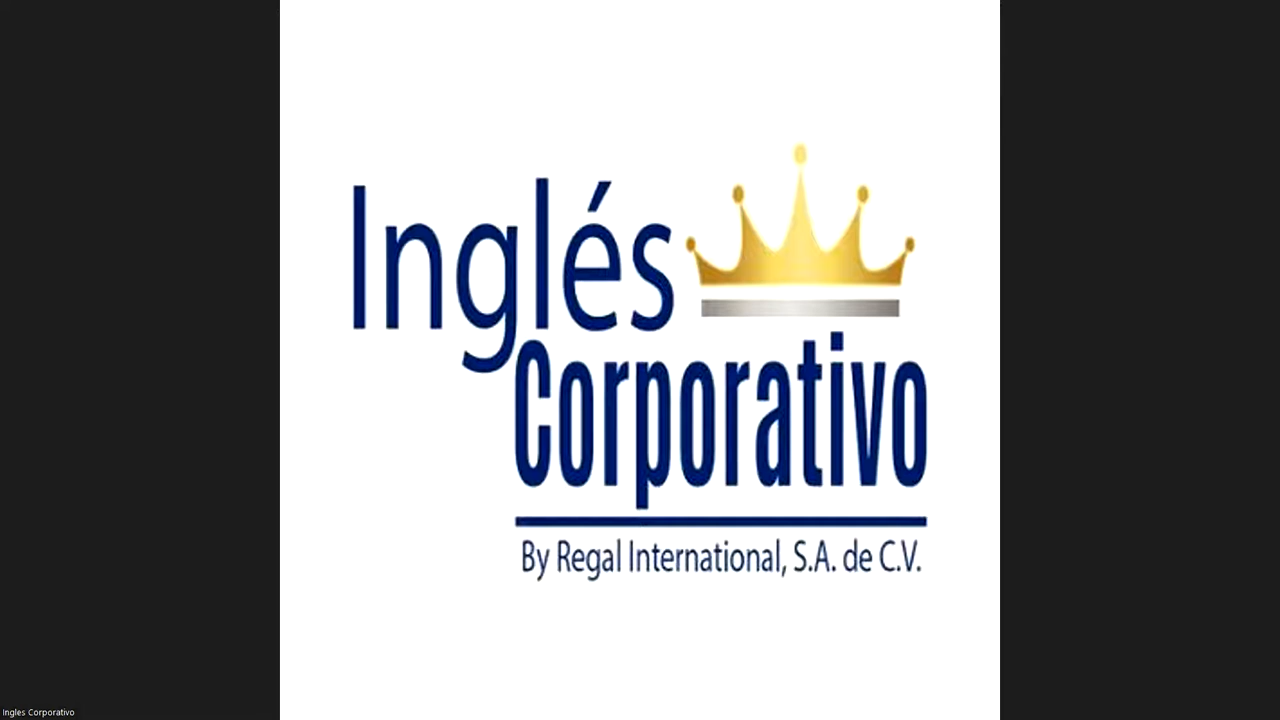 Inglés
Corporativo
By Regal International, S.A. de C.V.
Ingles Corporativo